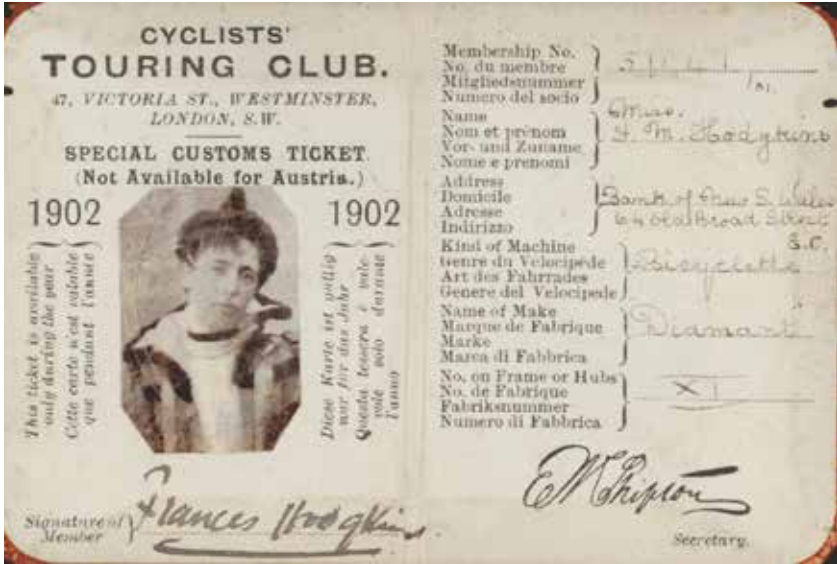 CYCLISTS'
TOURING CLUB.
47, VICTORIA ST., WESTMINSTER,
LONDON, S.W.
SPECIAL CUSTOMS TICKET.
(Not Available for Austria.)
1902
1902
This ticket is available
only during the year
Cette carte n'est valable
que pendant l'année
Diese Karte ist gültig
nur für das Jahr
Questa tessera è vale-
vole solo durante
l'anno
Signature of
Member
Frances Hodgkins.
Membership No.
No. du membre
Mitgliedsnummer
Numero del socio
Name
Nom et prénom
Vor- und Zuname
Nome e prenomi
Miss.
F. M. Hodgkins
Address
Domicile
Adresse
Indirizzo
Bank of New S. Wales
64 Old Broad Street
E.C.
Kind of Machine
Genre du Velocipède
Art des Fahrrades
Genere del Velocipede
Bicyclette
Name of Make
Marque de Fabrique
Marke
Marca di Fabbrica
Diamant
No. on Frame or Hubs
No. de Fabrique
Fabriksnummer
Numero di Fabbrica
XI
E M Shipton
Secretary.